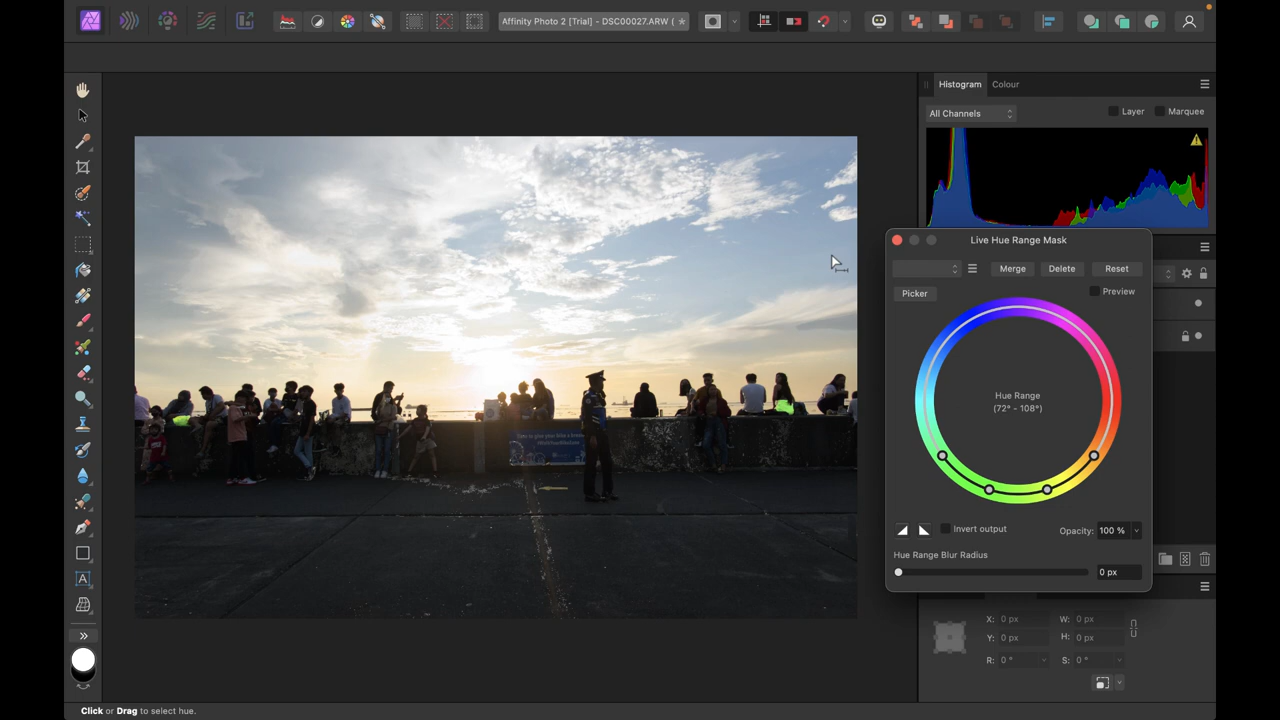 Affinity Photo 2 [Trial] - DSC00027.ARW (
Histogram
Colour
All Channels
Layer
Marquee
Live Hue Range Mask
Merge
Delete
Reset
Picker
Preview
Hue Range
(72° - 108°)
Invert output
Opacity:
100 %
Hue Range Blur Radius
0 px
A
X:
0 px
W:
0 px
Y:
0 px
H:
0 px
R:
0 °
S:
0 °
Click or Drag to select hue.